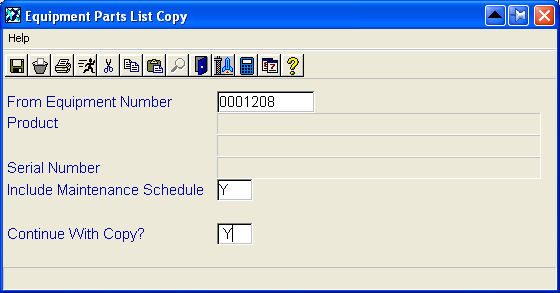 Equipment Parts List Copy
Help
From Equipment Number 0001208
Product
Serial Number
Include Maintenance Schedule Y
Continue With Copy? Y